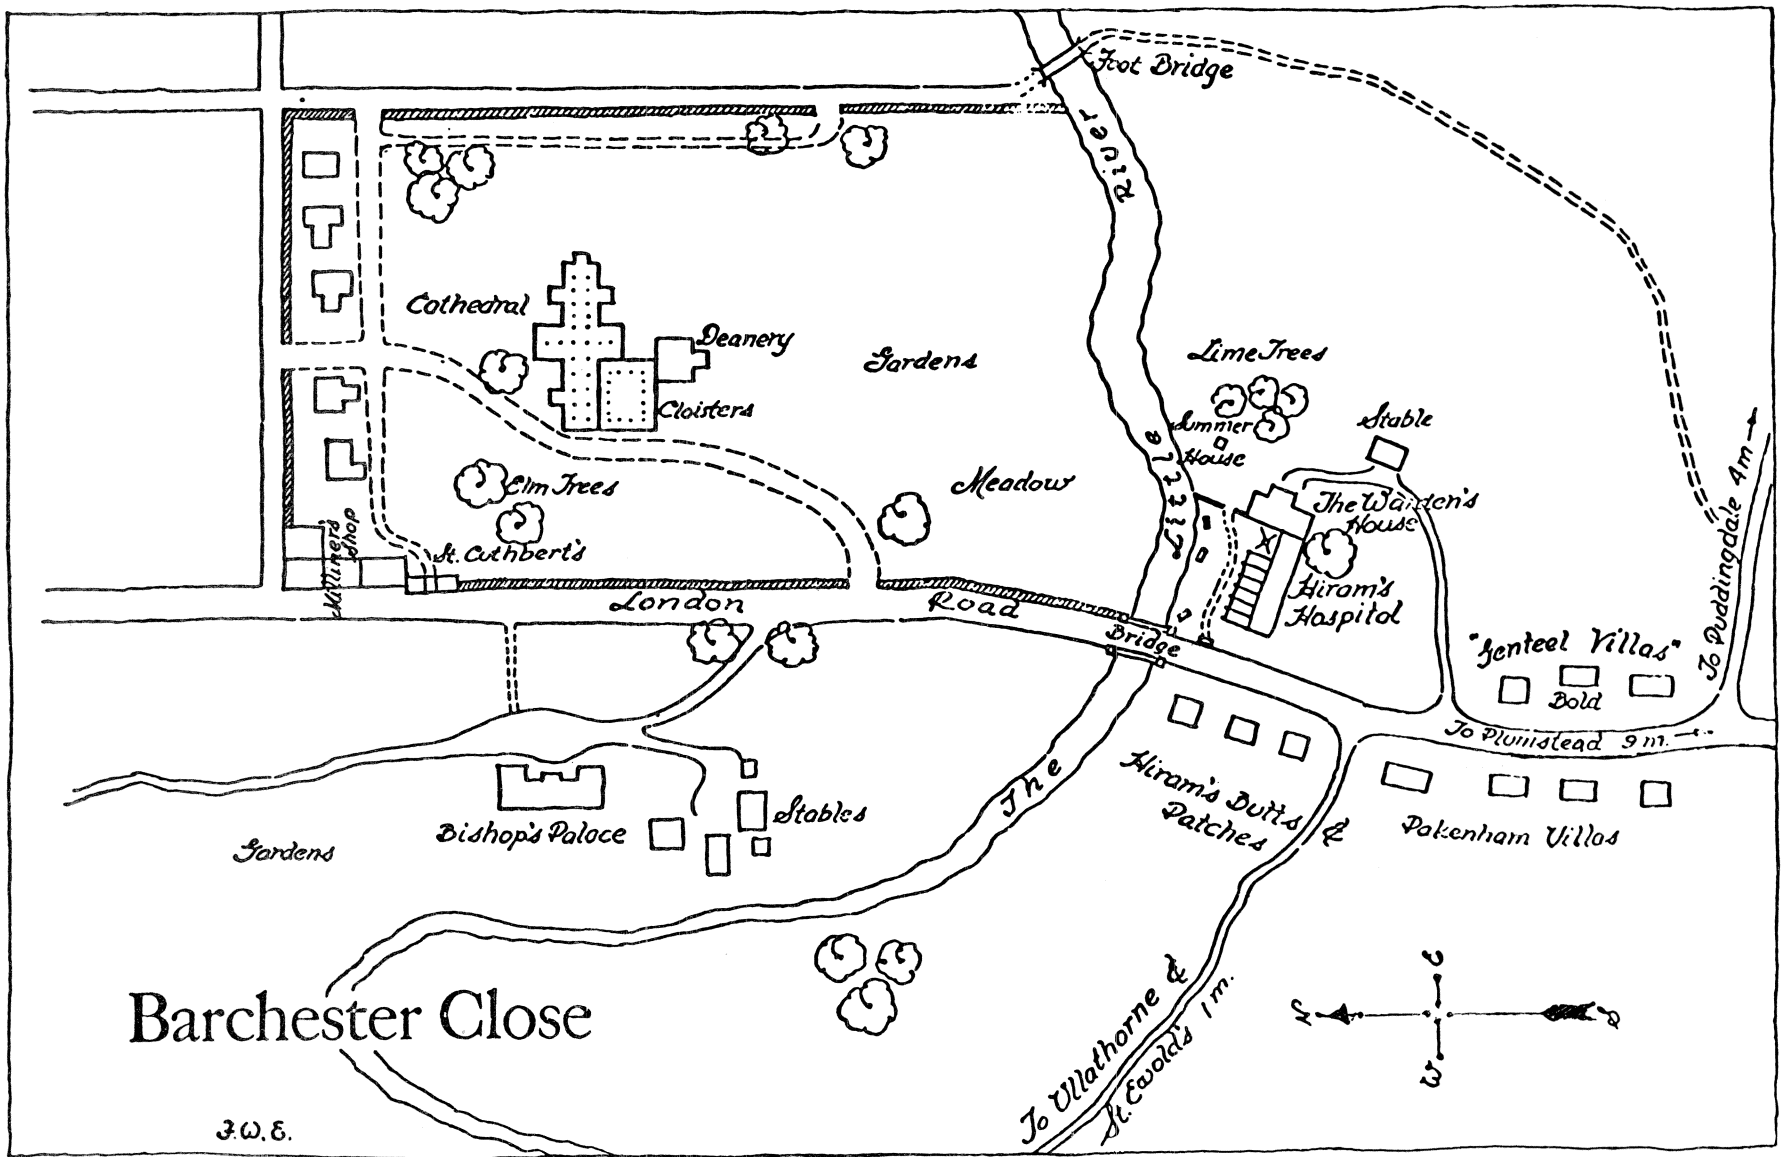 Foot Bridge
River
Cathedral
Deanery
Cloisters
Gardens
Lime Trees
Summer
House
Stable
Elm Trees
Meadow
The Warden's
House
Milliner's
Shop
St. Cuthbert's
London Road
Bridge
Hiram's
Hospital
"Genteel Villas"
Bold
To Puddingdale 4m
To Plumstead 9 m.
Bishop's Palace
Stables
Gardens
The
Hiram's Butts &
Patches
Pakenham Villas
To Ullathorne &
St. Ewold's 1 m.
Barchester Close
F.W.E.
E
N
S
W